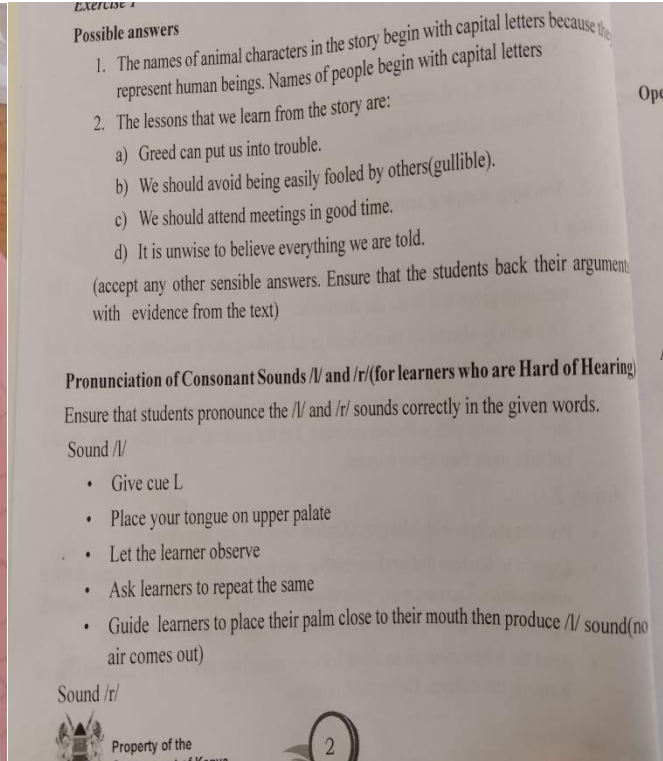 Exercise 1
Possible answers
1. The names of animal characters in the story begin with capital letters because they
represent human beings. Names of people begin with capital letters
2. The lessons that we learn from the story are:
a) Greed can put us into trouble.
b) We should avoid being easily fooled by others(gullible).
c) We should attend meetings in good time.
d) It is unwise to believe everything we are told.
(accept any other sensible answers. Ensure that the students back their arguments
with evidence from the text)
Pronunciation of Consonant Sounds /l/ and /r/(for learners who are Hard of Hearing)
Ensure that students pronounce the /l/ and /r/ sounds correctly in the given words.
Sound /l/
• Give cue L
• Place your tongue on upper palate
• Let the learner observe
• Ask learners to repeat the same
• Guide learners to place their palm close to their mouth then produce /l/ sound(no
air comes out)
Sound /r/
Property of the
2
Ope